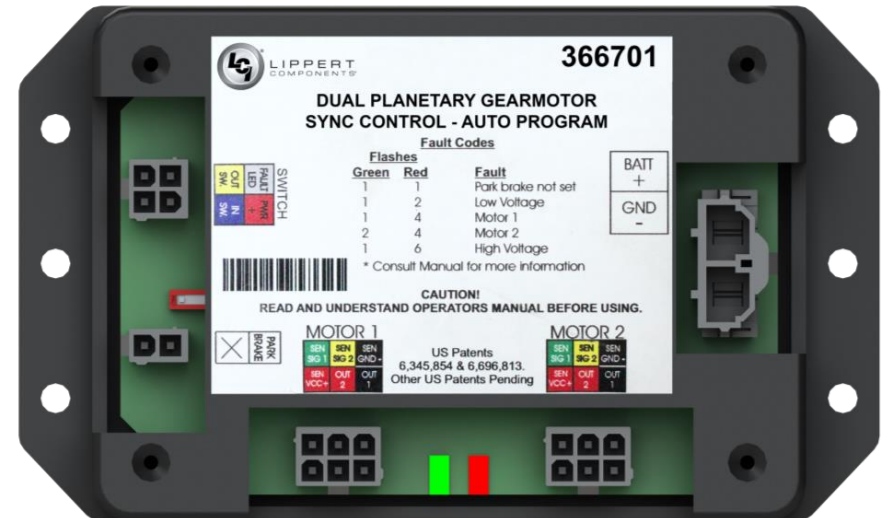 LCI LIPPERT
COMPONENTS®
366701
DUAL PLANETARY GEARMOTOR
SYNC CONTROL - AUTO PROGRAM
Fault Codes
Flashes
Green Red Fault
1 1 Park brake not set
1 2 Low Voltage
1 4 Motor 1
2 4 Motor 2
1 6 High Voltage
* Consult Manual for more information
BATT
+
GND
-
SWITCH
FAULT LED
OUT SW.
PWR +
IN SW.
CAUTION!
READ AND UNDERSTAND OPERATORS MANUAL BEFORE USING.
PARK BRAKE
MOTOR 1
SEN SIG 1 SEN SIG 2 SEN GND -
SEN VCC+ OUT 2 OUT 1
US Patents
6,345,854 & 6,696,813.
Other US Patents Pending
MOTOR 2
SEN SIG 1 SEN SIG 2 SEN GND -
SEN VCC+ OUT 2 OUT 1